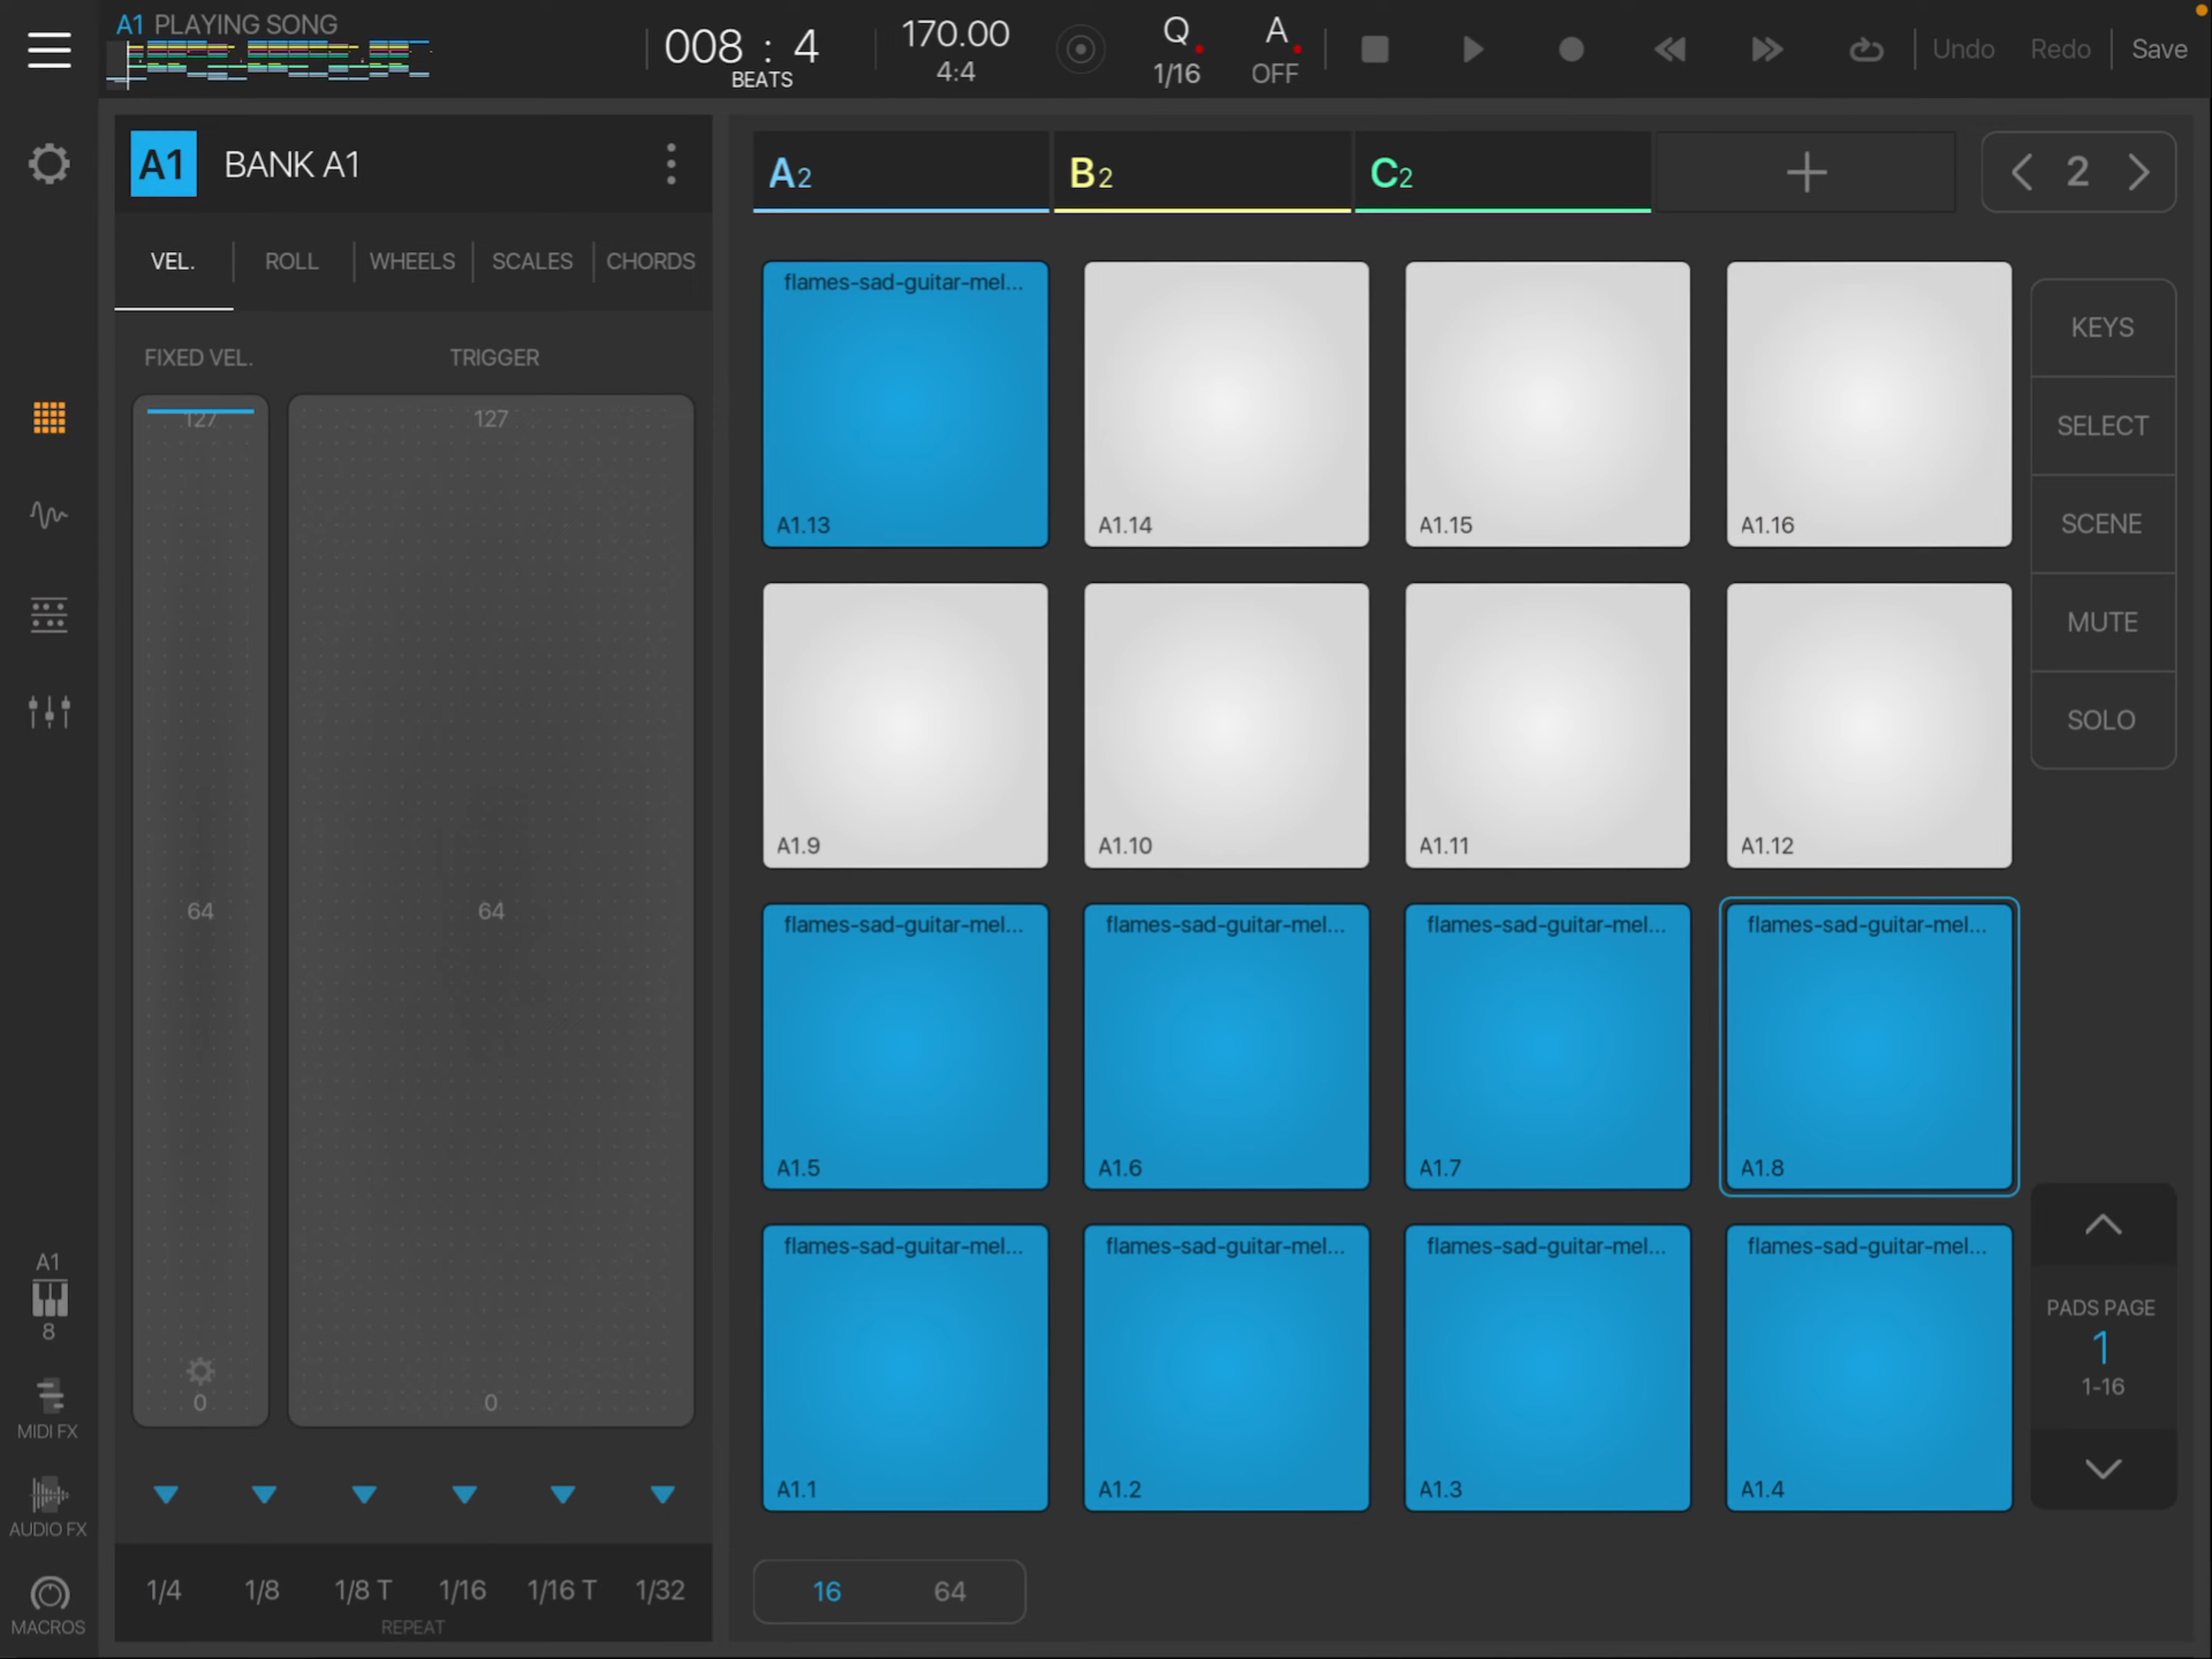 A1 PLAYING SONG
008 : 4
BEATS
170.00
4:4
Q
1/16
A
OFF
Undo
Redo
Save
A1 BANK A1
VEL.
ROLL
WHEELS
SCALES
CHORDS
FIXED VEL.
TRIGGER
127
127
64
64
0
0
1/4
1/8
1/8 T
1/16
1/16 T
1/32
REPEAT
A1
8
MIDI FX
AUDIO FX
MACROS
A2
B2
C2
2
flames-sad-guitar-mel...
A1.13
A1.14
A1.15
A1.16
A1.9
A1.10
A1.11
A1.12
flames-sad-guitar-mel...
flames-sad-guitar-mel...
flames-sad-guitar-mel...
flames-sad-guitar-mel...
A1.5
A1.6
A1.7
A1.8
flames-sad-guitar-mel...
flames-sad-guitar-mel...
flames-sad-guitar-mel...
flames-sad-guitar-mel...
A1.1
A1.2
A1.3
A1.4
16
64
KEYS
SELECT
SCENE
MUTE
SOLO
PADS PAGE
1
1-16